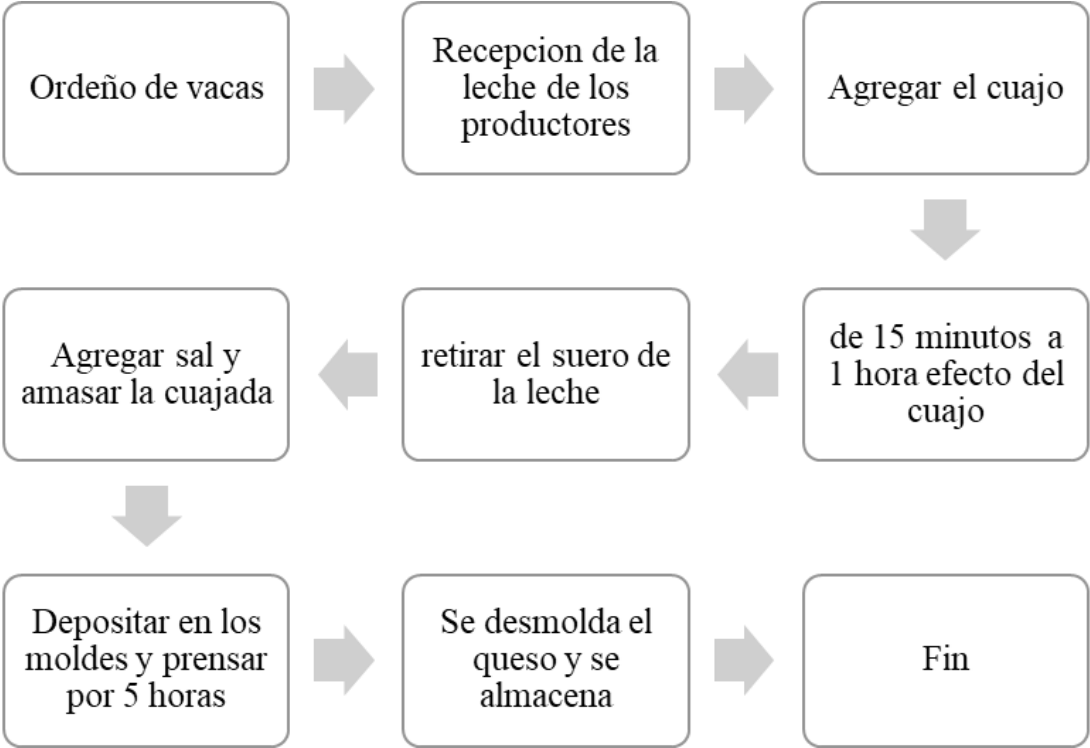 Ordeño de vacas
Recepcion de la
leche de los
productores
Agregar el cuajo
de 15 minutos a
1 hora efecto del
cuajo
retirar el suero de
la leche
Agregar sal y
amasar la cuajada
Depositar en los
moldes y prensar
por 5 horas
Se desmolda el
queso y se
almacena
Fin